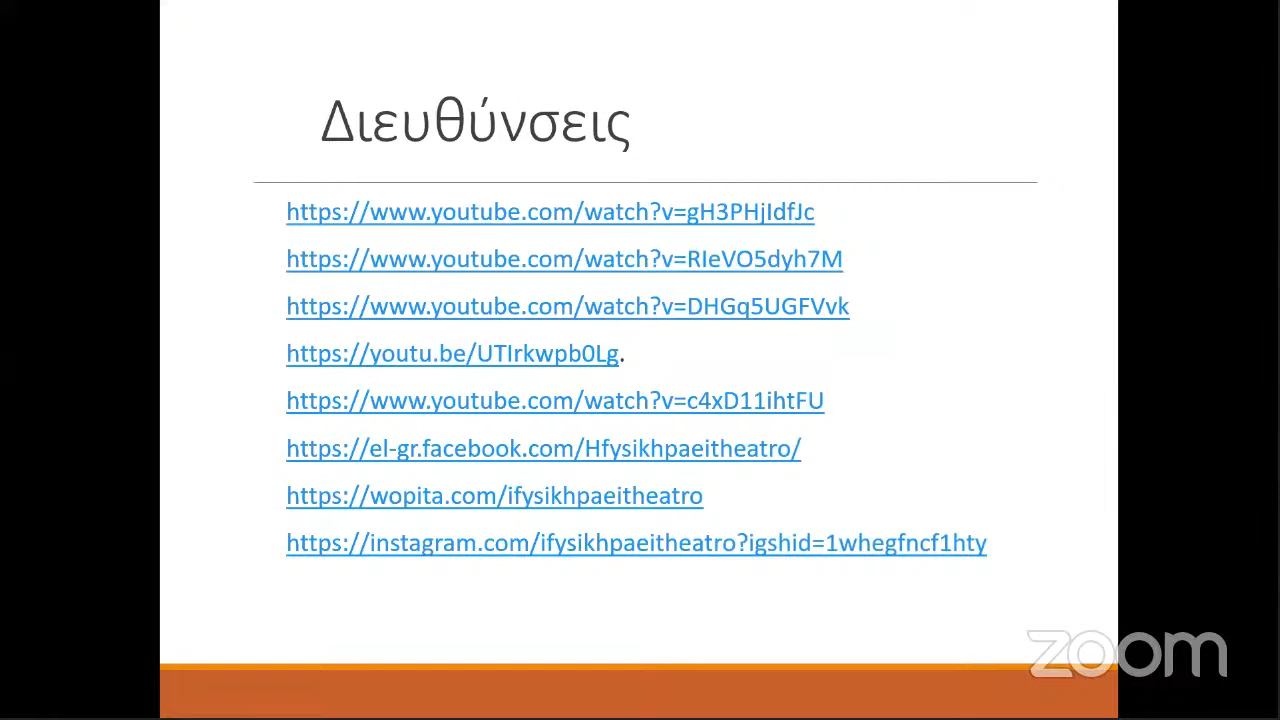 Διευθύνσεις
https://www.youtube.com/watch?v=gH3PHjIdfJc
https://www.youtube.com/watch?v=RIeVO5dyh7M
https://www.youtube.com/watch?v=DHGq5UGFVvk
https://youtu.be/UTIrkwpb0Lg.
https://www.youtube.com/watch?v=c4xD11ihtFU
https://el-gr.facebook.com/Hfysikhpaeitheatro/
https://wopita.com/ifysikhpaeitheatro
https://instagram.com/ifysikhpaeitheatro?igshid=1whegfncf1hty
zoom